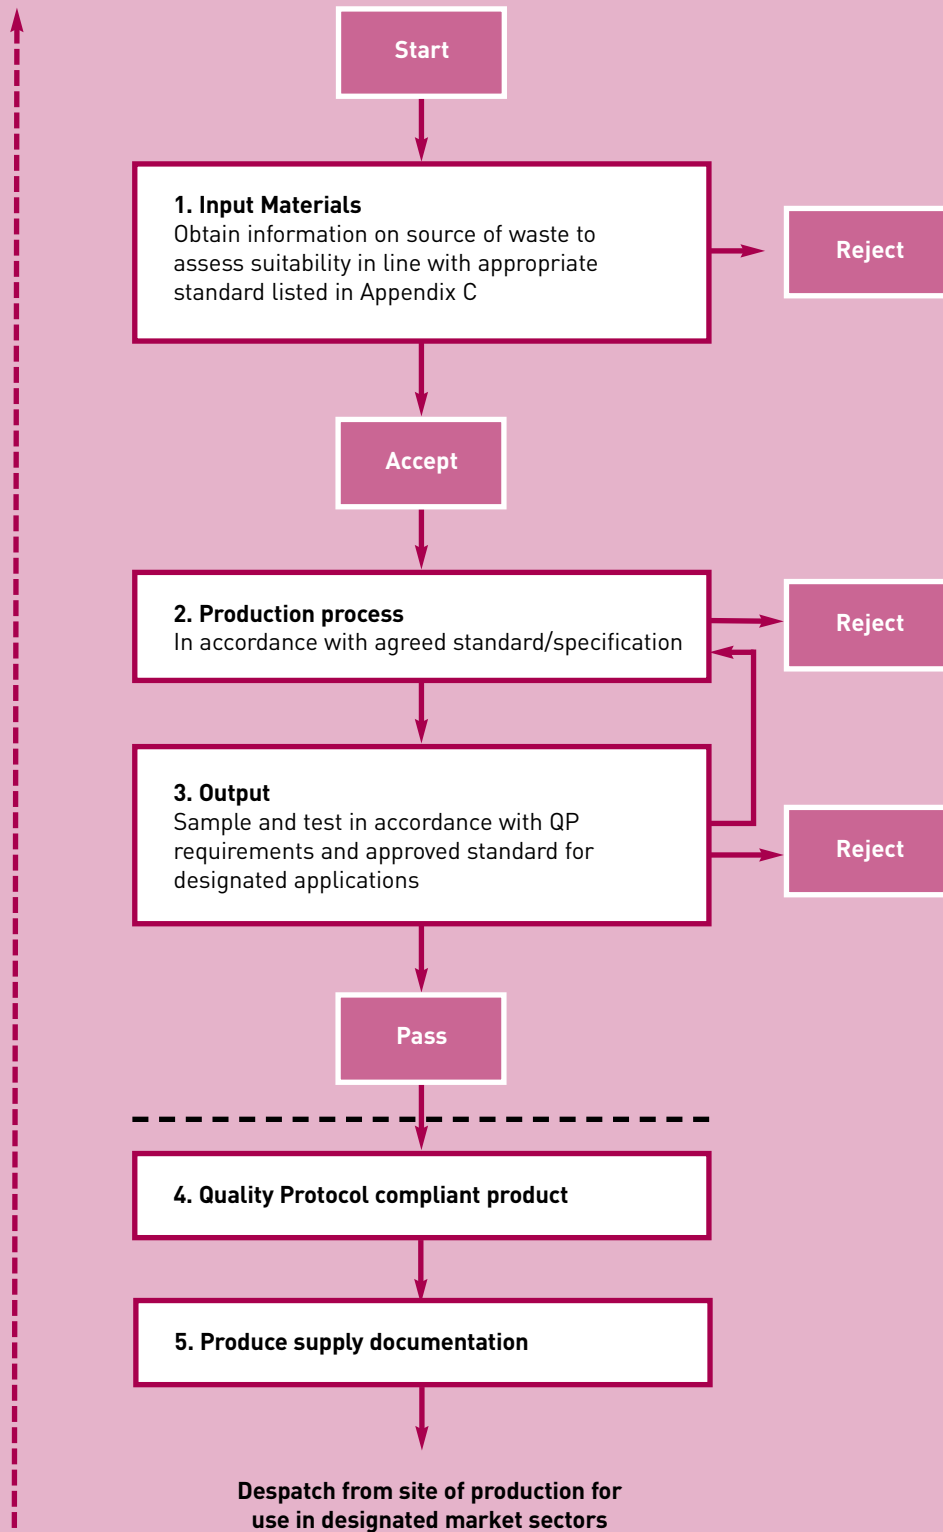 Start
1. Input Materials
Obtain information on source of waste to
assess suitability in line with appropriate
standard listed in Appendix C
Reject
Accept
2. Production process
In accordance with agreed standard/specification
Reject
3. Output
Sample and test in accordance with QP
requirements and approved standard for
designated applications
Reject
Pass
4. Quality Protocol compliant product
5. Produce supply documentation
Despatch from site of production for
use in designated market sectors